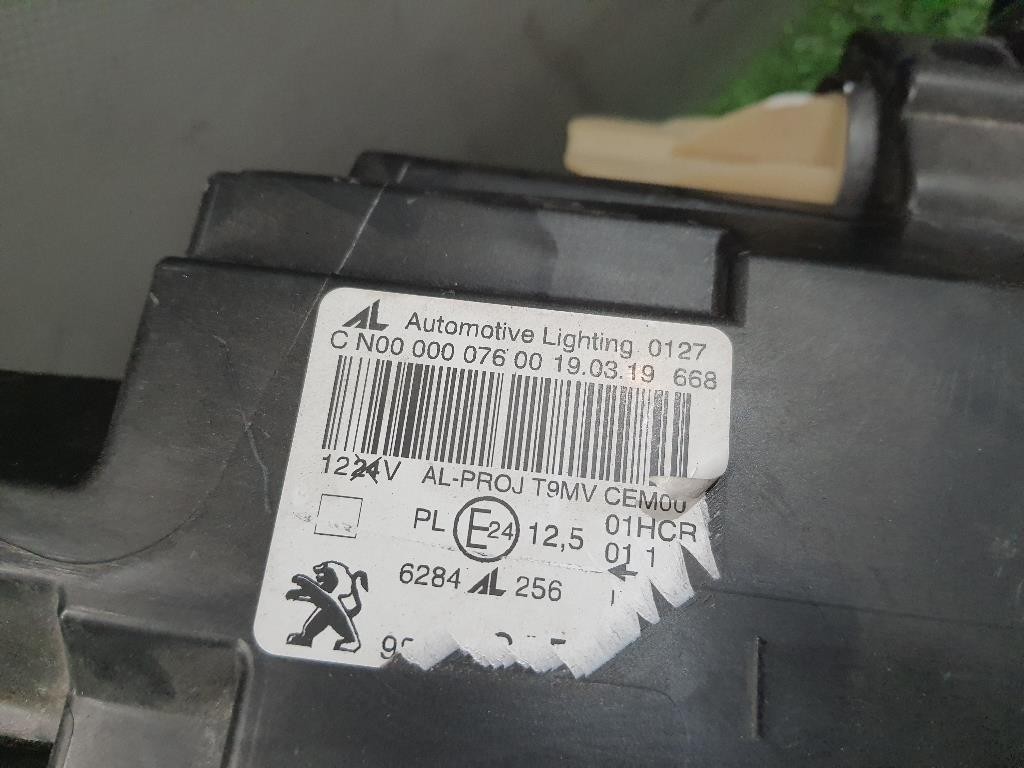 AL Automotive Lighting 0127
C N00 000 076 00 19.03.19 668
1224V AL-PROJ T9MV CEM00
PL E24 12,5 01HCR
01 1
6284 AL 256